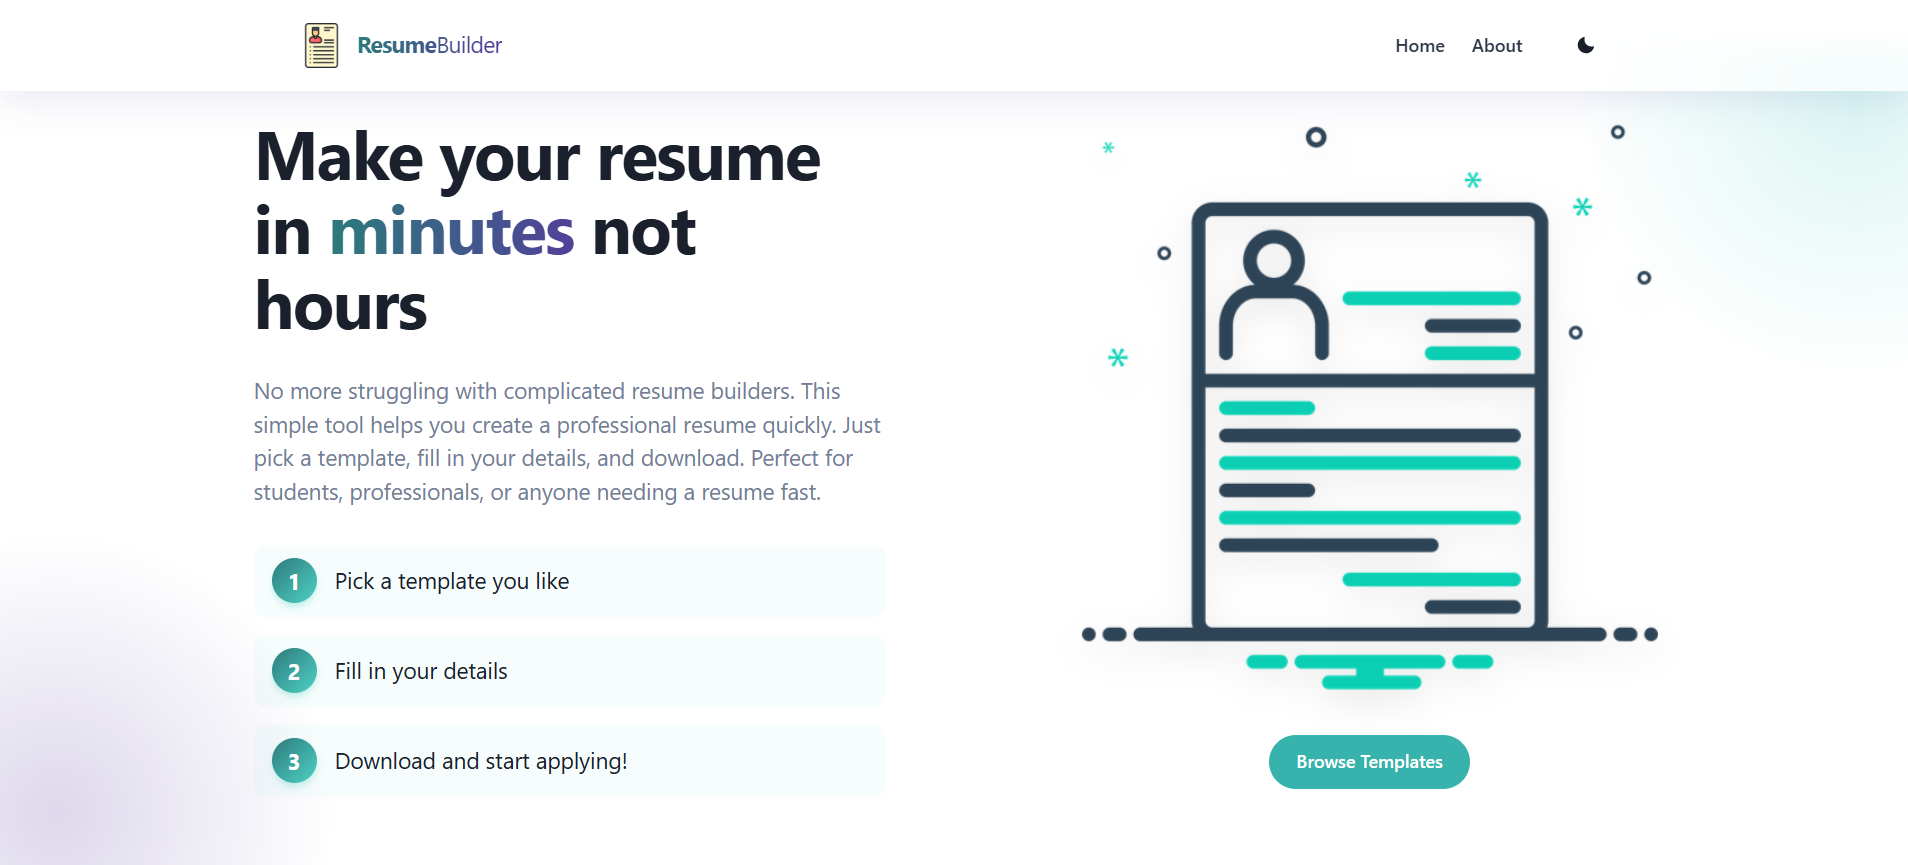 ResumeBuilder
Home About
Make your resume
in minutes not
hours
No more struggling with complicated resume builders. This
simple tool helps you create a professional resume quickly. Just
pick a template, fill in your details, and download. Perfect for
students, professionals, or anyone needing a resume fast.
1 Pick a template you like
2 Fill in your details
3 Download and start applying!
Browse Templates